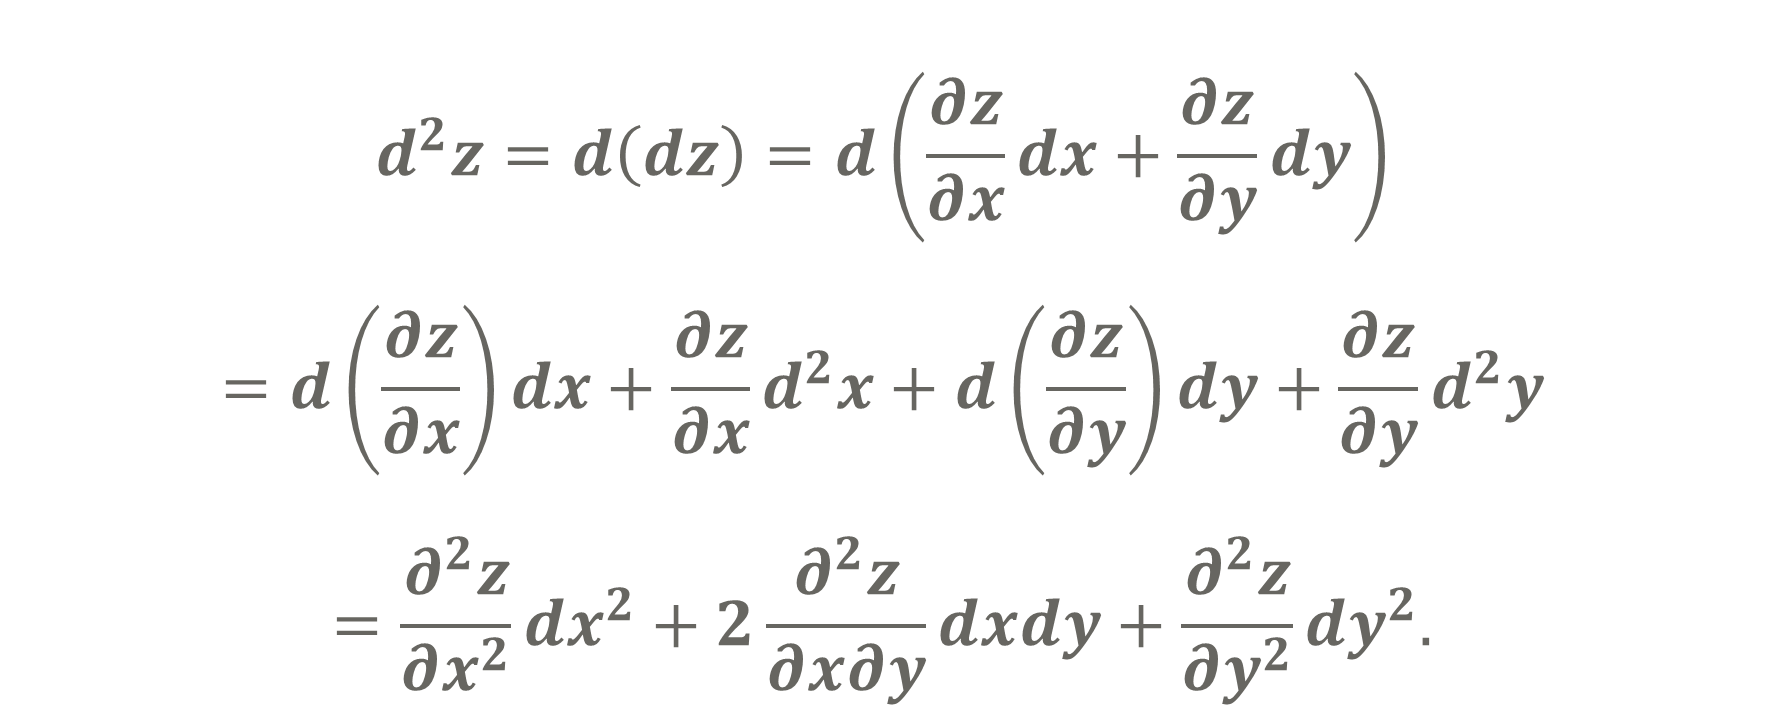 d²z = d(dz) = d(∂z/∂x dx + ∂z/∂y dy)
= d(∂z/∂x) dx + ∂z/∂x d²x + d(∂z/∂y) dy + ∂z/∂y d²y
= ∂²z/∂x² dx² + 2 ∂²z/∂x∂y dxdy + ∂²z/∂y² dy².